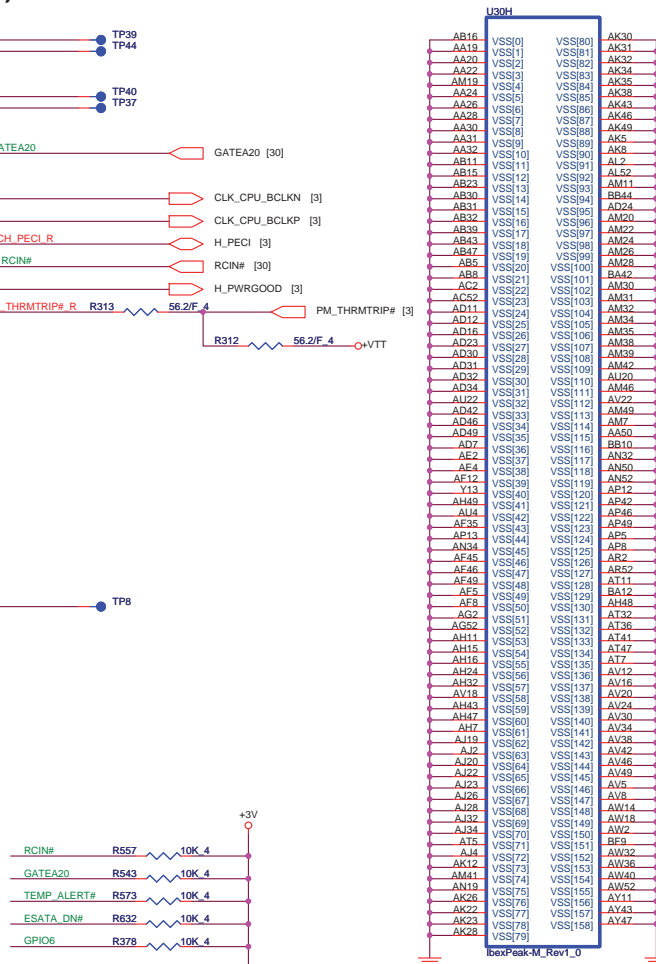 TP39
TP44
TP40
TP37
ATEA20
GATEA20 [30]
CLK_CPU_BCLKN [3]
CLK_CPU_BCLKP [3]
CH_PECI_R
H_PECI [3]
RCIN#
RCIN# [30]
H_PWRGOOD [3]
_THRMTRIP#_R R313 56.2/F_4
PM_THRMTRIP# [3]
R312 56.2/F_4 +VTT
TP8
+3V
RCIN# R557 10K_4
GATEA20 R543 10K_4
TEMP_ALERT# R573 10K_4
ESATA_DN# R632 10K_4
GPIO6 R378 10K_4
U30H
AB16 VSS[0] VSS[80] AK30
AA19 VSS[1] VSS[81] AK31
AA20 VSS[2] VSS[82] AK32
AA22 VSS[3] VSS[83] AK34
AM19 VSS[4] VSS[84] AK35
AA24 VSS[5] VSS[85] AK38
AA26 VSS[6] VSS[86] AK43
AA28 VSS[7] VSS[87] AK46
AA30 VSS[8] VSS[88] AK49
AA31 VSS[9] VSS[89] AK5
AA32 VSS[10] VSS[90] AK8
AB11 VSS[11] VSS[91] AL2
AB15 VSS[12] VSS[92] AL52
AB23 VSS[13] VSS[93] AM11
AB30 VSS[14] VSS[94] BB44
AB31 VSS[15] VSS[95] AD24
AB32 VSS[16] VSS[96] AM20
AB39 VSS[17] VSS[97] AM22
AB43 VSS[18] VSS[98] AM24
AB47 VSS[19] VSS[99] AM26
AB5 VSS[20] VSS[100] AM28
AB8 VSS[21] VSS[101] BA42
AC2 VSS[22] VSS[102] AM30
AC52 VSS[23] VSS[103] AM31
AD11 VSS[24] VSS[104] AM32
AD12 VSS[25] VSS[105] AM34
AD16 VSS[26] VSS[106] AM35
AD23 VSS[27] VSS[107] AM38
AD30 VSS[28] VSS[108] AM39
AD31 VSS[29] VSS[109] AM42
AD32 VSS[30] VSS[110] AU20
AD34 VSS[31] VSS[111] AM46
AU22 VSS[32] VSS[112] AV22
AD42 VSS[33] VSS[113] AM49
AD46 VSS[34] VSS[114] AM7
AD49 VSS[35] VSS[115] AA50
AD7 VSS[36] VSS[116] BB10
AE2 VSS[37] VSS[117] AN32
AE4 VSS[38] VSS[118] AN50
AF12 VSS[39] VSS[119] AN52
Y13 VSS[40] VSS[120] AP12
AH49 VSS[41] VSS[121] AP42
AU4 VSS[42] VSS[122] AP46
AF35 VSS[43] VSS[123] AP49
AP13 VSS[44] VSS[124] AP5
AN34 VSS[45] VSS[125] AP8
AF45 VSS[46] VSS[126] AR2
AF46 VSS[47] VSS[127] AR52
AF49 VSS[48] VSS[128] AT11
AF5 VSS[49] VSS[129] BA12
AF8 VSS[50] VSS[130] AH48
AG2 VSS[51] VSS[131] AT32
AG52 VSS[52] VSS[132] AT36
AH11 VSS[53] VSS[133] AT41
AH15 VSS[54] VSS[134] AT47
AH16 VSS[55] VSS[135] AT7
AH24 VSS[56] VSS[136] AV12
AH32 VSS[57] VSS[137] AV16
AV18 VSS[58] VSS[138] AV20
AH43 VSS[59] VSS[139] AV24
AH47 VSS[60] VSS[140] AV30
AH7 VSS[61] VSS[141] AV34
AJ19 VSS[62] VSS[142] AV38
AJ2 VSS[63] VSS[143] AV42
AJ20 VSS[64] VSS[144] AV46
AJ22 VSS[65] VSS[145] AV49
AJ23 VSS[66] VSS[146] AV5
AJ26 VSS[67] VSS[147] AV8
AJ28 VSS[68] VSS[148] AW14
AJ32 VSS[69] VSS[149] AW18
AJ34 VSS[70] VSS[150] AW2
AT5 VSS[71] VSS[151] BF9
AJ4 VSS[72] VSS[152] AW32
AK12 VSS[73] VSS[153] AW36
AM41 VSS[74] VSS[154] AW40
AN19 VSS[75] VSS[155] AW52
AK26 VSS[76] VSS[156] AY11
AK22 VSS[77] VSS[157] AY43
AK23 VSS[78] VSS[158] AY47
AK28 VSS[79]
IbexPeak-M_Rev1_0